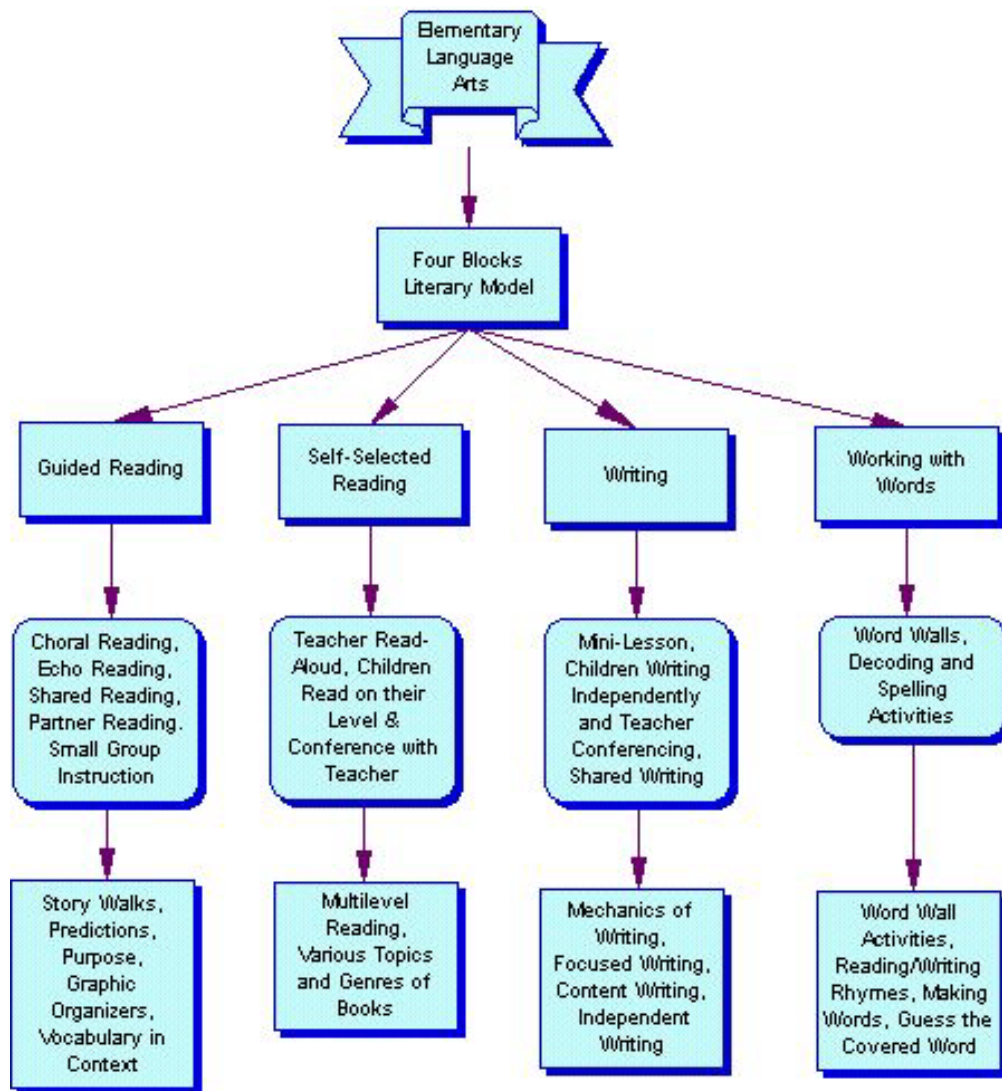 Elementary
Language
Arts
Four Blocks
Literary Model
Guided Reading
Self-Selected
Reading
Writing
Working with
Words
Choral Reading,
Echo Reading,
Shared Reading,
Partner Reading.
Small Group
Instruction
Teacher Read-
Aloud, Children
Read on their
Level &
Conference with
Teacher
Mini-Lesson,
Children Writing
Independently
and Teacher
Conferencing,
Shared Writing
Word Walls,
Decoding and
Spelling
Activities
Story Walks,
Predictions,
Purpose,
Graphic
Organizers,
Vocabulary in
Context
Multilevel
Reading,
Various Topics
and Genres of
Books
Mechanics of
Writing,
Focused Writing,
Content Writing,
Independent
Writing
Word Wall
Activities,
Reading/Writing
Rhymes, Making
Words, Guess the
Covered Word